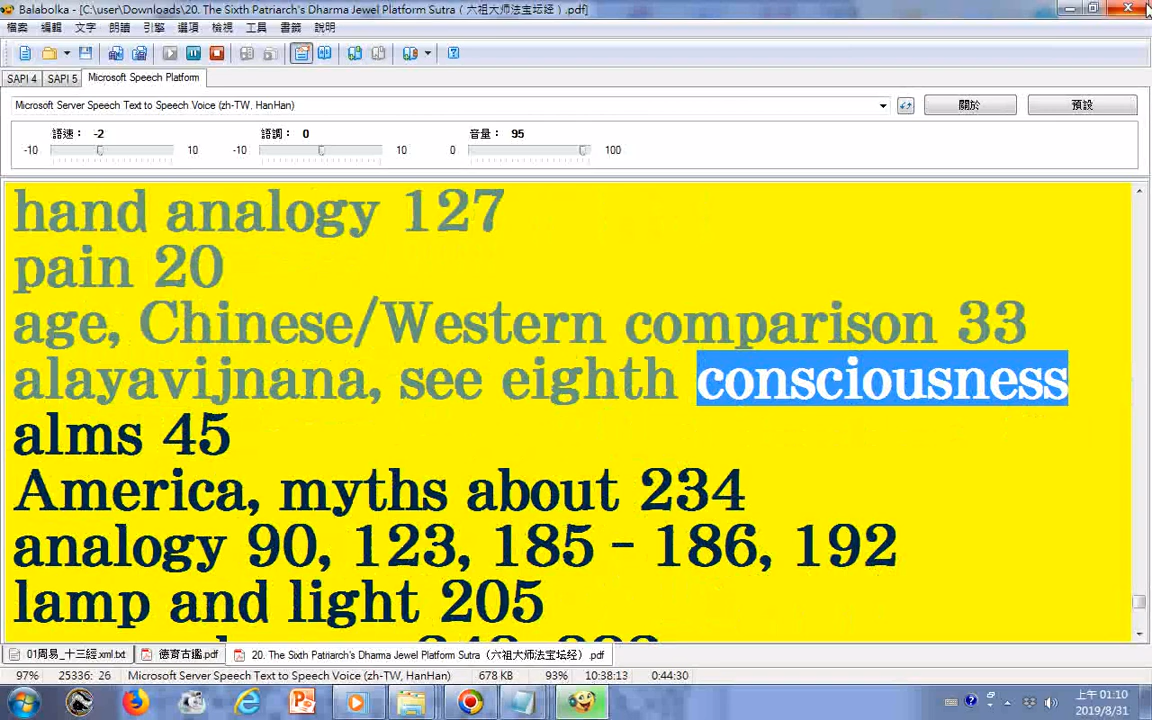 Balabolka - [C:\user\Downloads\20. The Sixth Patriarch's Dharma Jewel Platform Sutra（六祖大师法宝坛经）.pdf]
檔案 編輯 文字 朗讀 引擎 選項 檢視 工具 書籤 說明
SAPI 4 SAPI 5 Microsoft Speech Platform
Microsoft Server Speech Text to Speech Voice (zh-TW, HanHan) 關於 預設
語速： -2 語調： 0 音量： 95
-10 10 -10 10 0 100
hand analogy 127
pain 20
age, Chinese/Western comparison 33
alayavijnana, see eighth consciousness
alms 45
America, myths about 234
analogy 90, 123, 185 - 186, 192
lamp and light 205
01周易_十三經.xml.txt 德育古鑑.pdf 20. The Sixth Patriarch's Dharma Jewel Platform Sutra（六祖大师法宝坛经）.pdf
97% 25336: 26 Microsoft Server Speech Text to Speech Voice (zh-TW, HanHan) 678 KB 93% 10:38:13 0:44:30
上午 01:10
2019/8/31